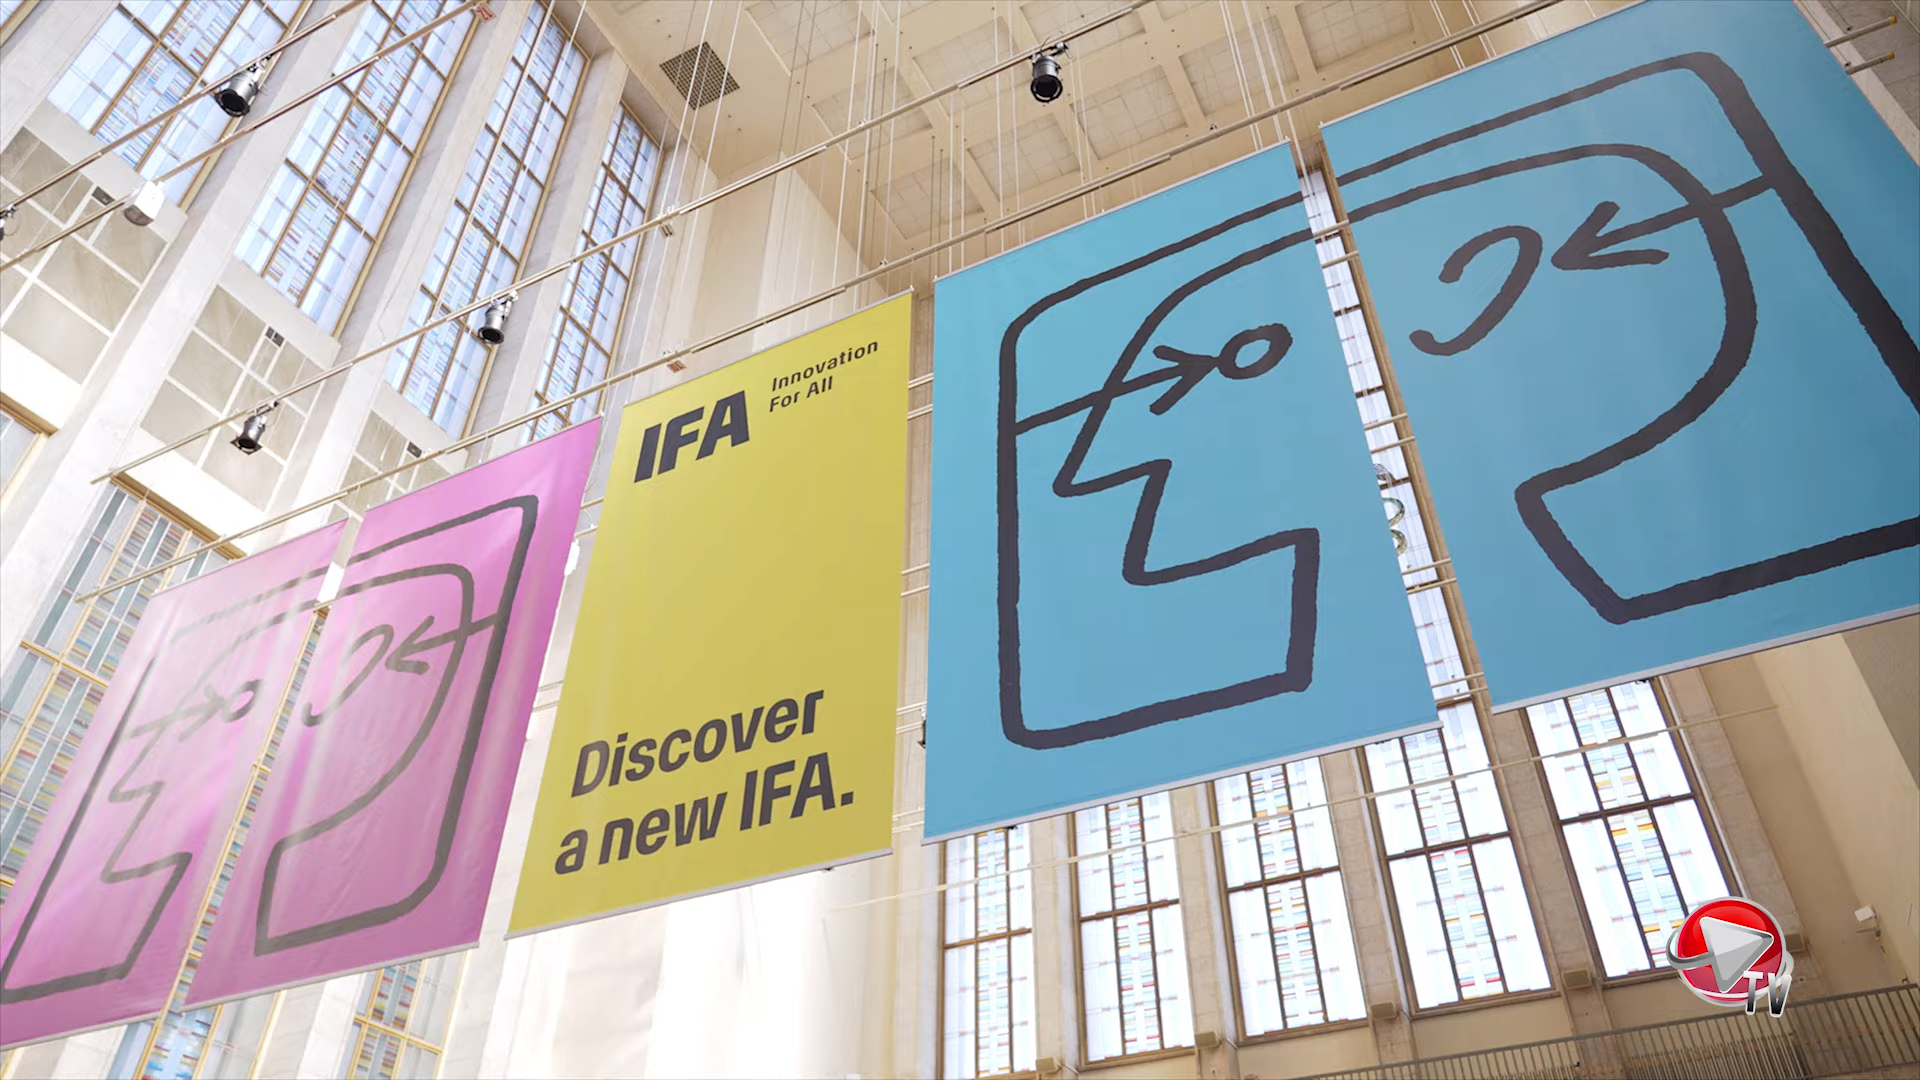 IFA
Innovation
For All
Discover
a new IFA.
TV